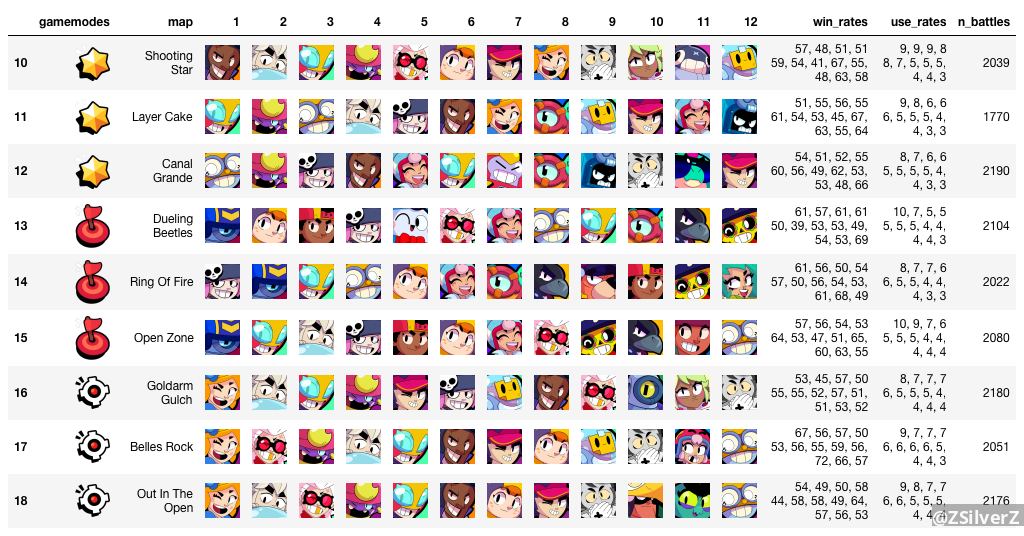 gamemodes map 1 2 3 4 5 6 7 8 9 10 11 12 win_rates use_rates n_battles
10 Shooting Star 57, 48, 51, 51 9, 9, 9, 8 2039
59, 54, 41, 67, 55, 8, 7, 5, 5, 5,
48, 63, 58 4, 4, 3
11 Layer Cake 51, 55, 56, 55 9, 8, 6, 6 1770
61, 54, 53, 45, 67, 6, 5, 5, 5, 4,
63, 55, 64 4, 3, 3
12 Canal Grande 54, 51, 52, 55 8, 7, 6, 6 2190
60, 56, 49, 62, 53, 5, 5, 5, 5, 4,
53, 48, 66 4, 3, 3
13 Dueling Beetles 61, 57, 61, 61 10, 7, 5, 5 2104
50, 39, 53, 53, 49, 5, 5, 5, 4, 4,
54, 53, 69 4, 4, 3
14 Ring Of Fire 61, 56, 50, 54 8, 7, 7, 6 2022
57, 50, 56, 54, 53, 6, 5, 5, 4, 4,
61, 68, 49 4, 3, 3
15 Open Zone 57, 56, 54, 53 10, 9, 7, 6 2080
64, 53, 47, 51, 65, 5, 5, 5, 4, 4,
60, 63, 55 4, 4, 4
16 Goldarm Gulch 53, 45, 57, 50 8, 7, 7, 7 2180
55, 55, 52, 57, 51, 6, 5, 5, 5, 4,
51, 53, 52 4, 4, 4
17 Belles Rock 67, 56, 57, 50 9, 7, 7, 7 2051
53, 56, 55, 59, 56, 6, 6, 6, 6, 5,
72, 66, 57 4, 4, 3
18 Out In The Open 54, 49, 50, 58 9, 8, 7, 7 2176
44, 58, 58, 49, 64, 6, 6, 5, 5, 5,
57, 56, 53 4, 4,
@ZSilverZ